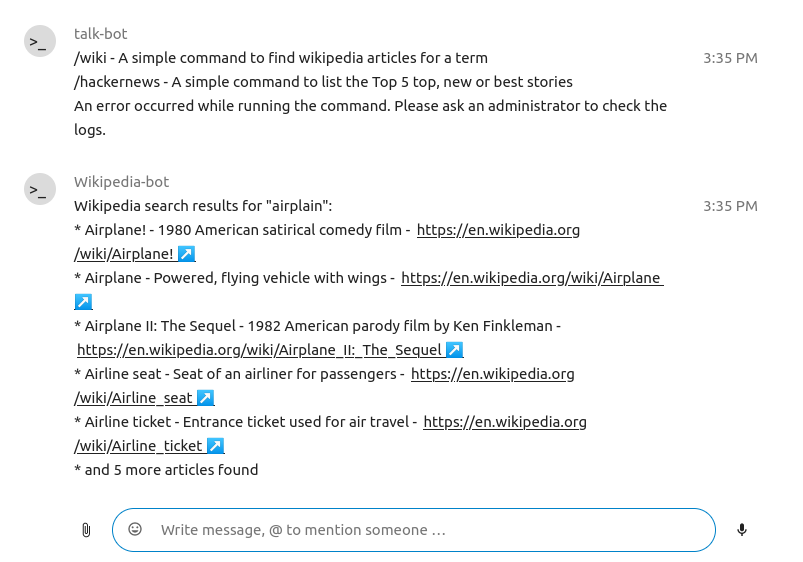 talk-bot
/wiki - A simple command to find wikipedia articles for a term
3:35 PM
/hackernews - A simple command to list the Top 5 top, new or best stories
An error occurred while running the command. Please ask an administrator to check the
logs.
Wikipedia-bot
Wikipedia search results for "airplain":
3:35 PM
* Airplane! - 1980 American satirical comedy film - https://en.wikipedia.org
/wiki/Airplane!
* Airplane - Powered, flying vehicle with wings - https://en.wikipedia.org/wiki/Airplane
* Airplane II: The Sequel - 1982 American parody film by Ken Finkleman -
https://en.wikipedia.org/wiki/Airplane_II:_The_Sequel
* Airline seat - Seat of an airliner for passengers - https://en.wikipedia.org
/wiki/Airline_seat
* Airline ticket - Entrance ticket used for air travel - https://en.wikipedia.org
/wiki/Airline_ticket
* and 5 more articles found
Write message, @ to mention someone …